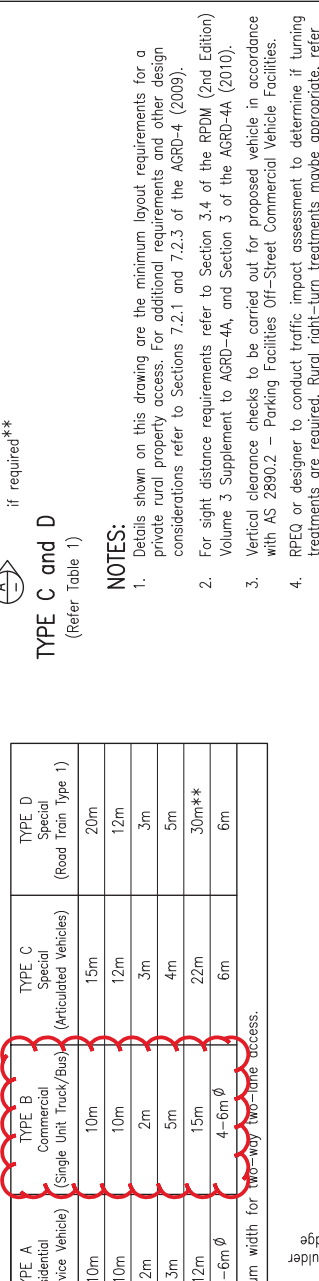 if required**
TYPE C and D
(Refer Table 1)
NOTES:
1. Details shown on this drawing are the minimum layout requirements for a
private rural property access. For additional requirements and other design
considerations refer to Sections 7.2.1 and 7.2.3 of the AGRD-4 (2009).
2. For sight distance requirements refer to Section 3.4 of the RPDM (2nd Edition)
Volume 3 Supplement to AGRD-4A, and Section 3 of the AGRD-4A (2010).
3. Vertical clearance checks to be carried out for proposed vehicle in accordance
with AS 2890.2 – Parking Facilities Off-Street Commercial Vehicle Facilities.
4. RPEQ or designer to conduct traffic impact assessment to determine if turning
treatments are required. Rural right-turn treatments maybe appropriate, refer
TYPE B TYPE C TYPE D
Commercial Special Special
vice Vehicle) (Single Unit Truck/Bus) (Articulated Vehicles) (Road Train Type 1)
10m 10m 15m 20m
10m 10m 12m 12m
2m 2m 3m 3m
3m 5m 4m 5m
12m 15m 22m 30m**
-6m Ø 4-6m Ø 6m 6m
m width for two-way two-lane access.